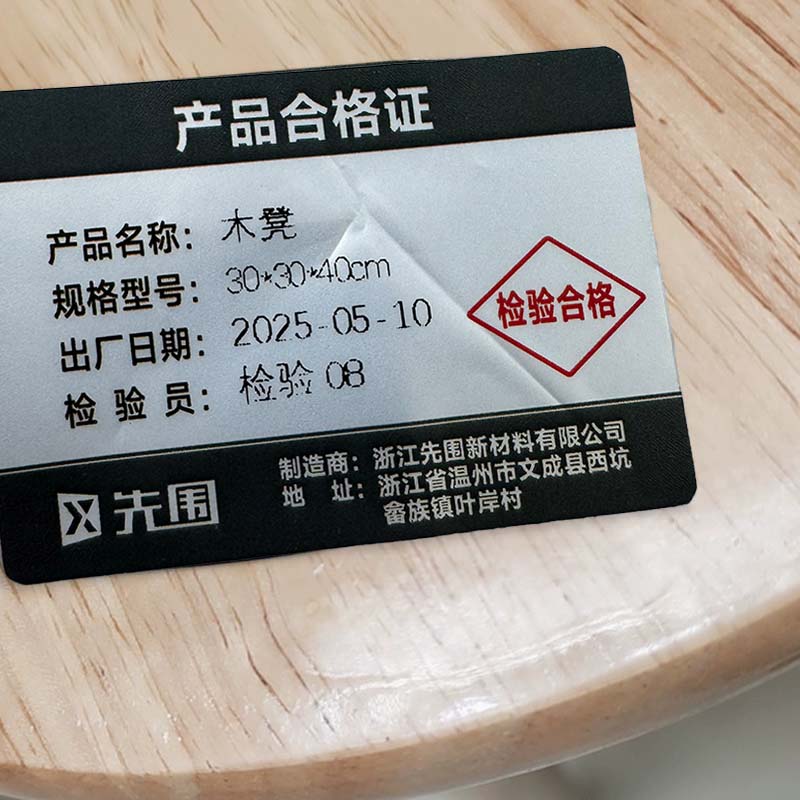 产品合格证
产品名称： 木凳
规格型号： 30*30*40cm
出厂日期： 2025-05-10
检 验 员： 检验 08
检验合格
先围
制造商：浙江先围新材料有限公司
地 址：浙江省温州市文成县西坑
畲族镇叶岸村